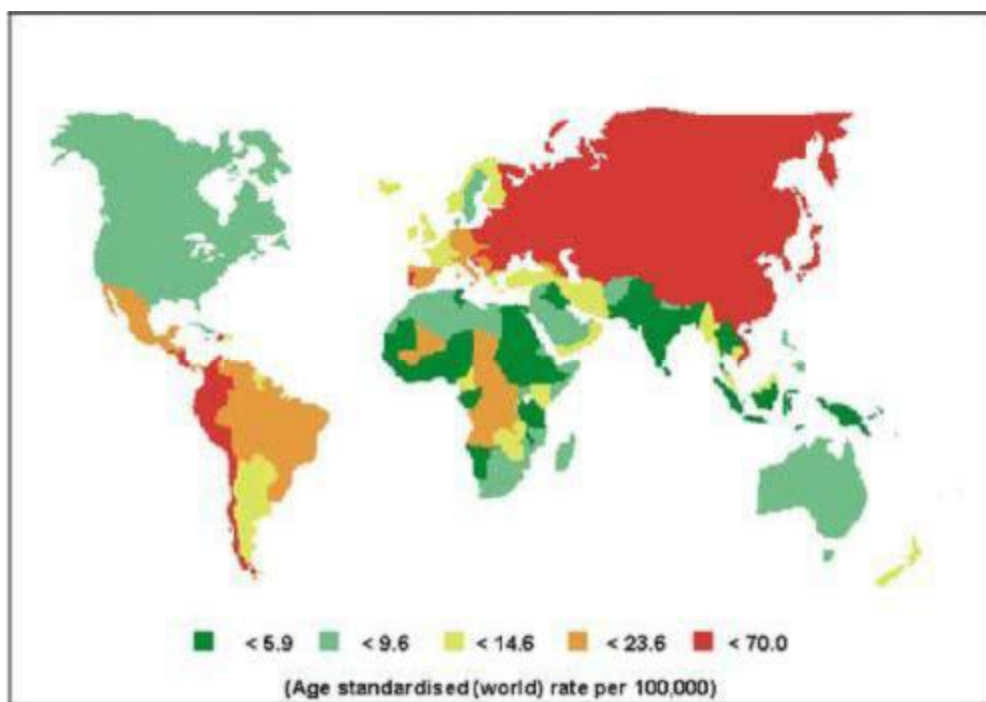 < 5.9 < 9.6 < 14.6 < 23.6 < 70.0
(Age standardised (world) rate per 100,000)